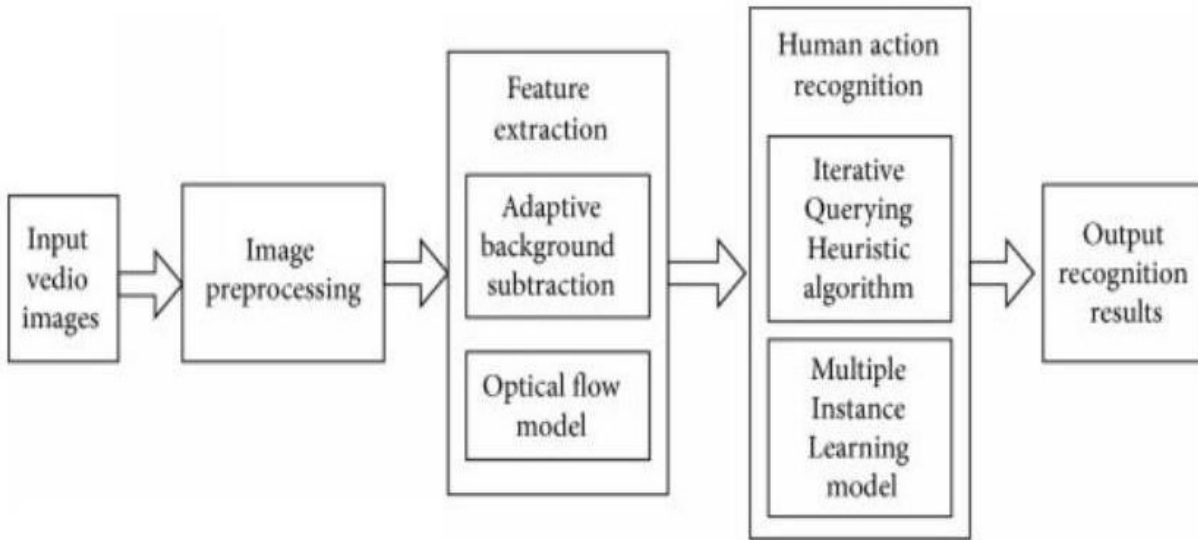 Input
vedio
images
Image
preprocessing
Feature
extraction
Adaptive
background
subtraction
Optical flow
model
Human action
recognition
Iterative
Querying
Heuristic
algorithm
Multiple
Instance
Learning
model
Output
recognition
results